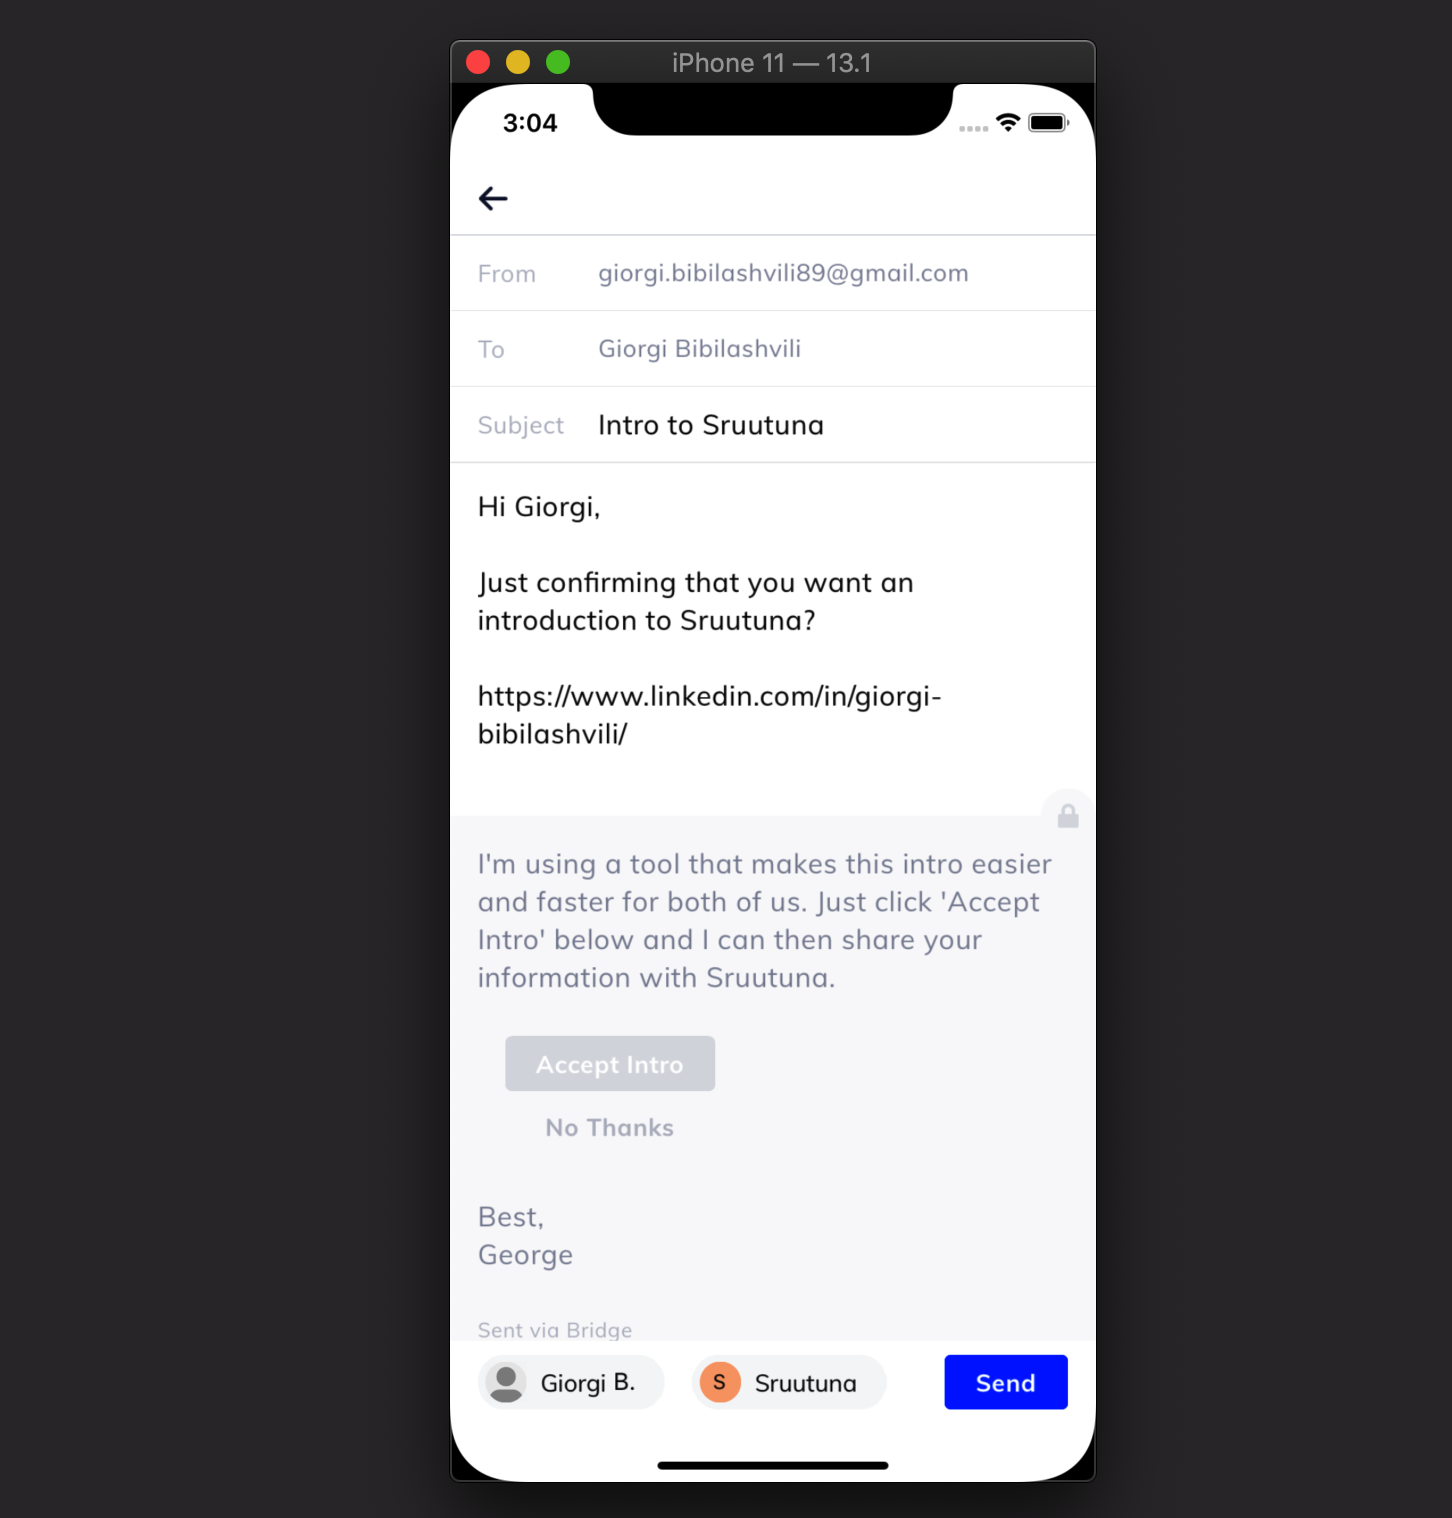 iPhone 11 — 13.1
3:04
From giorgi.bibilashvili89@gmail.com
To Giorgi Bibilashvili
Subject Intro to Sruutuna
Hi Giorgi,
Just confirming that you want an
introduction to Sruutuna?
https://www.linkedin.com/in/giorgi-
bibilashvili/
I'm using a tool that makes this intro easier
and faster for both of us. Just click 'Accept
Intro' below and I can then share your
information with Sruutuna.
Accept Intro
No Thanks
Best,
George
Sent via Bridge
Giorgi B. S Sruutuna Send